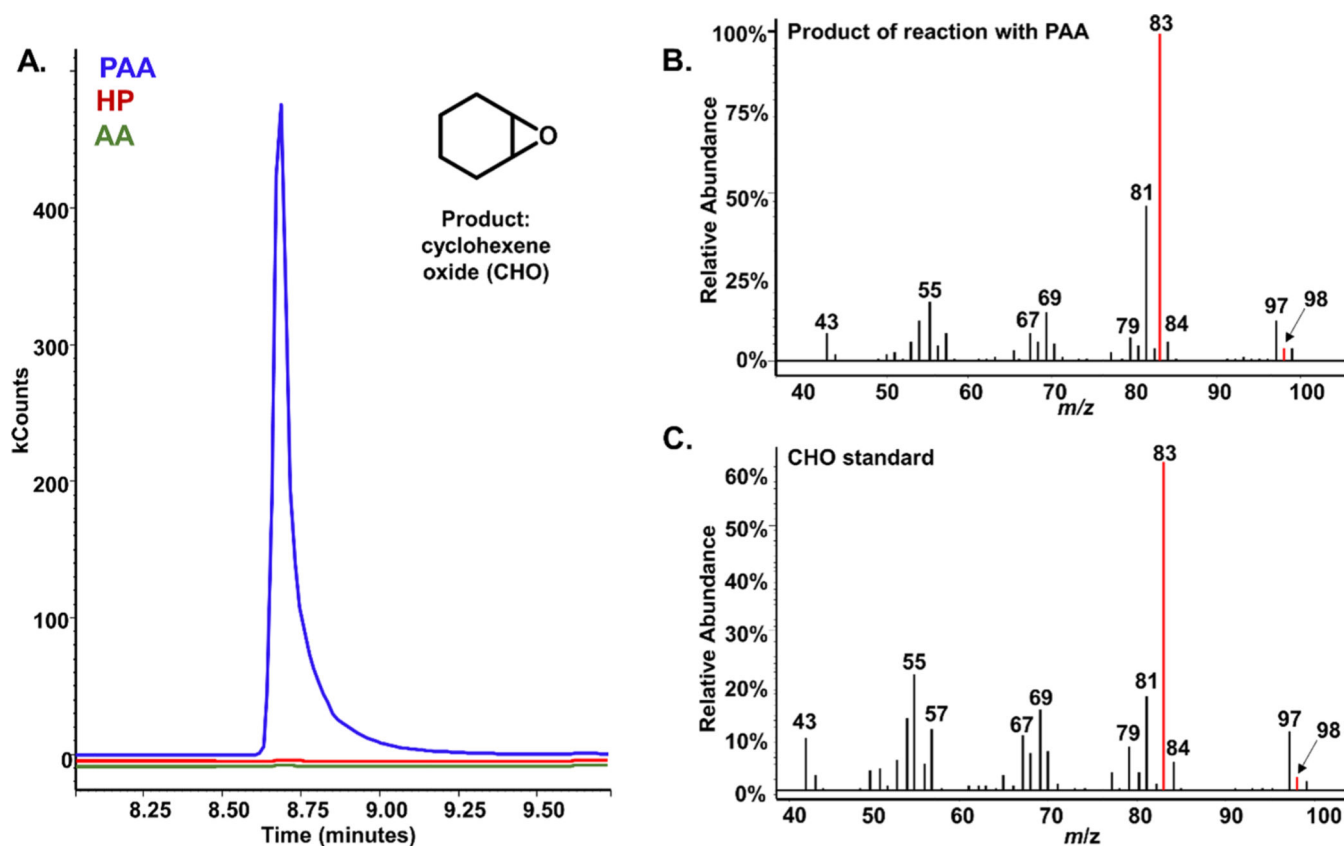 A.
PAA
HP
AA
O
Product:
cyclohexene
oxide (CHO)
kCounts
400
300
200
100
0
8.25 8.50 8.75 9.00 9.25 9.50
Time (minutes)
B.
Product of reaction with PAA
Relative Abundance
100%
75%
50%
25%
0%
43 55 67 69 79 81 83 84 97 98
40 50 60 70 80 90 100
m/z
C.
CHO standard
Relative Abundance
60%
50%
40%
30%
20%
10%
0%
43 55 57 67 69 79 81 83 84 97 98
40 50 60 70 80 90 100
m/z